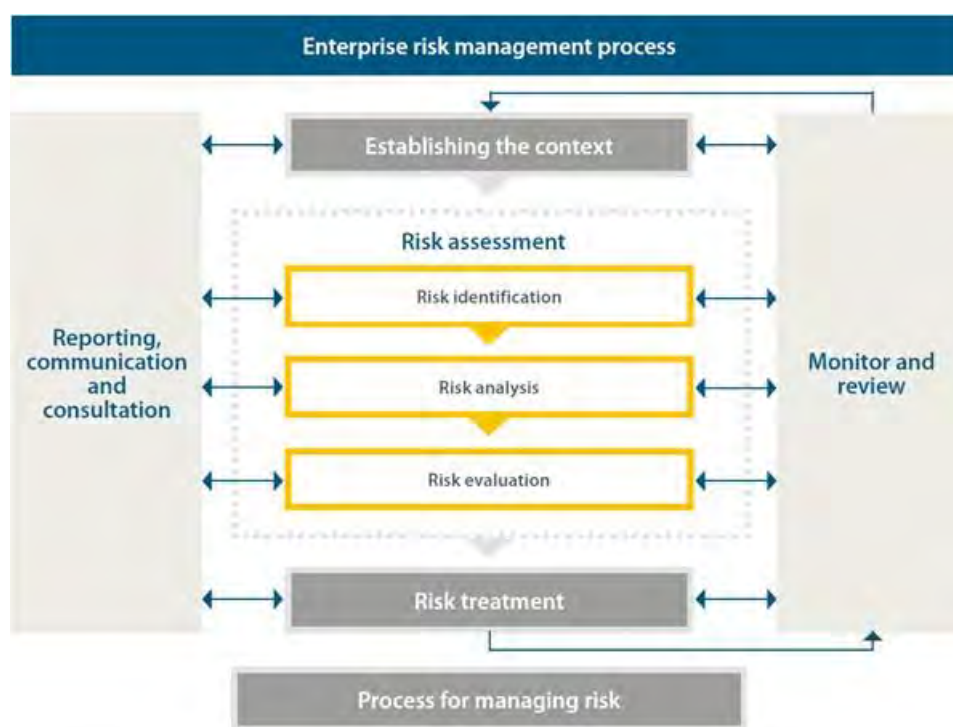 Enterprise risk management process
Establishing the context
Risk assessment
Risk identification
Reporting,
communication
and
consultation
Risk analysis
Monitor and
review
Risk evaluation
Risk treatment
Process for managing risk